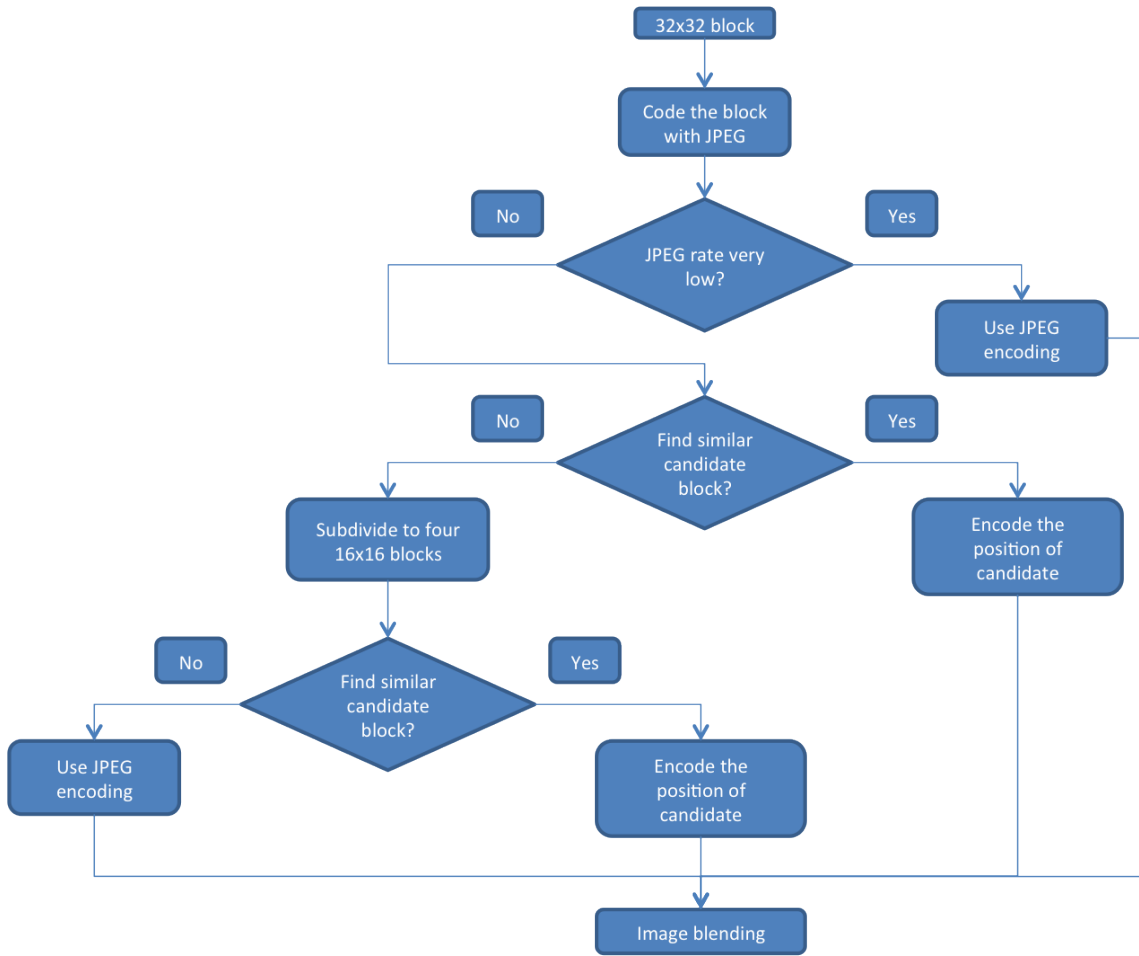 32x32 block
Code the block
with JPEG
No
Yes
JPEG rate very
low?
Use JPEG
encoding
No
Yes
Find similar
candidate
block?
Subdivide to four
16x16 blocks
Encode the
position of
candidate
No
Yes
Find similar
candidate
block?
Use JPEG
encoding
Encode the
position of
candidate
Image blending